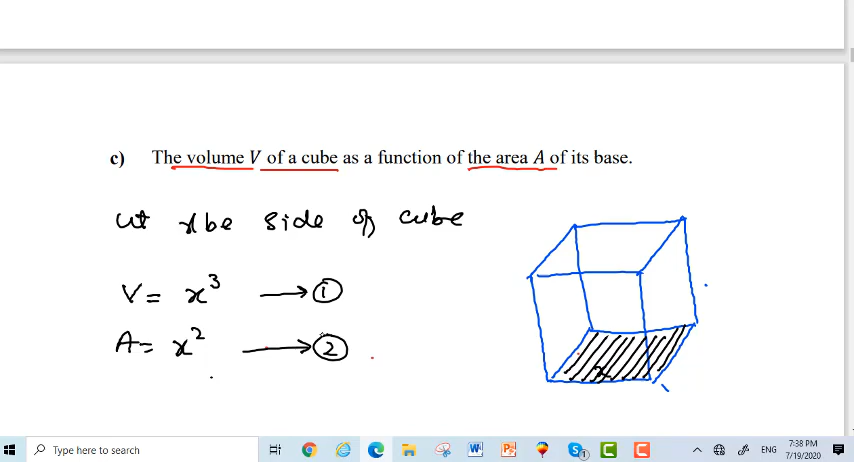 c) The volume V of a cube as a function of the area A of its base.
let x be side of cube
V = x³ → ①
A = x² → ②
x
Type here to search
ENG
7:38 PM
7/19/2020